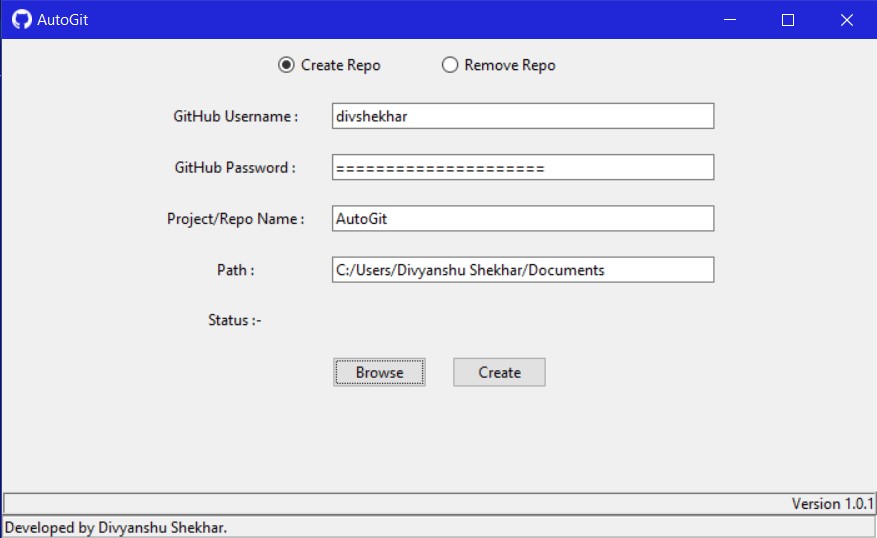 AutoGit
Create Repo Remove Repo
GitHub Username : divshekhar
GitHub Password : =====================
Project/Repo Name : AutoGit
Path : C:/Users/Divyanshu Shekhar/Documents
Status :-
Browse Create
Version 1.0.1
Developed by Divyanshu Shekhar.